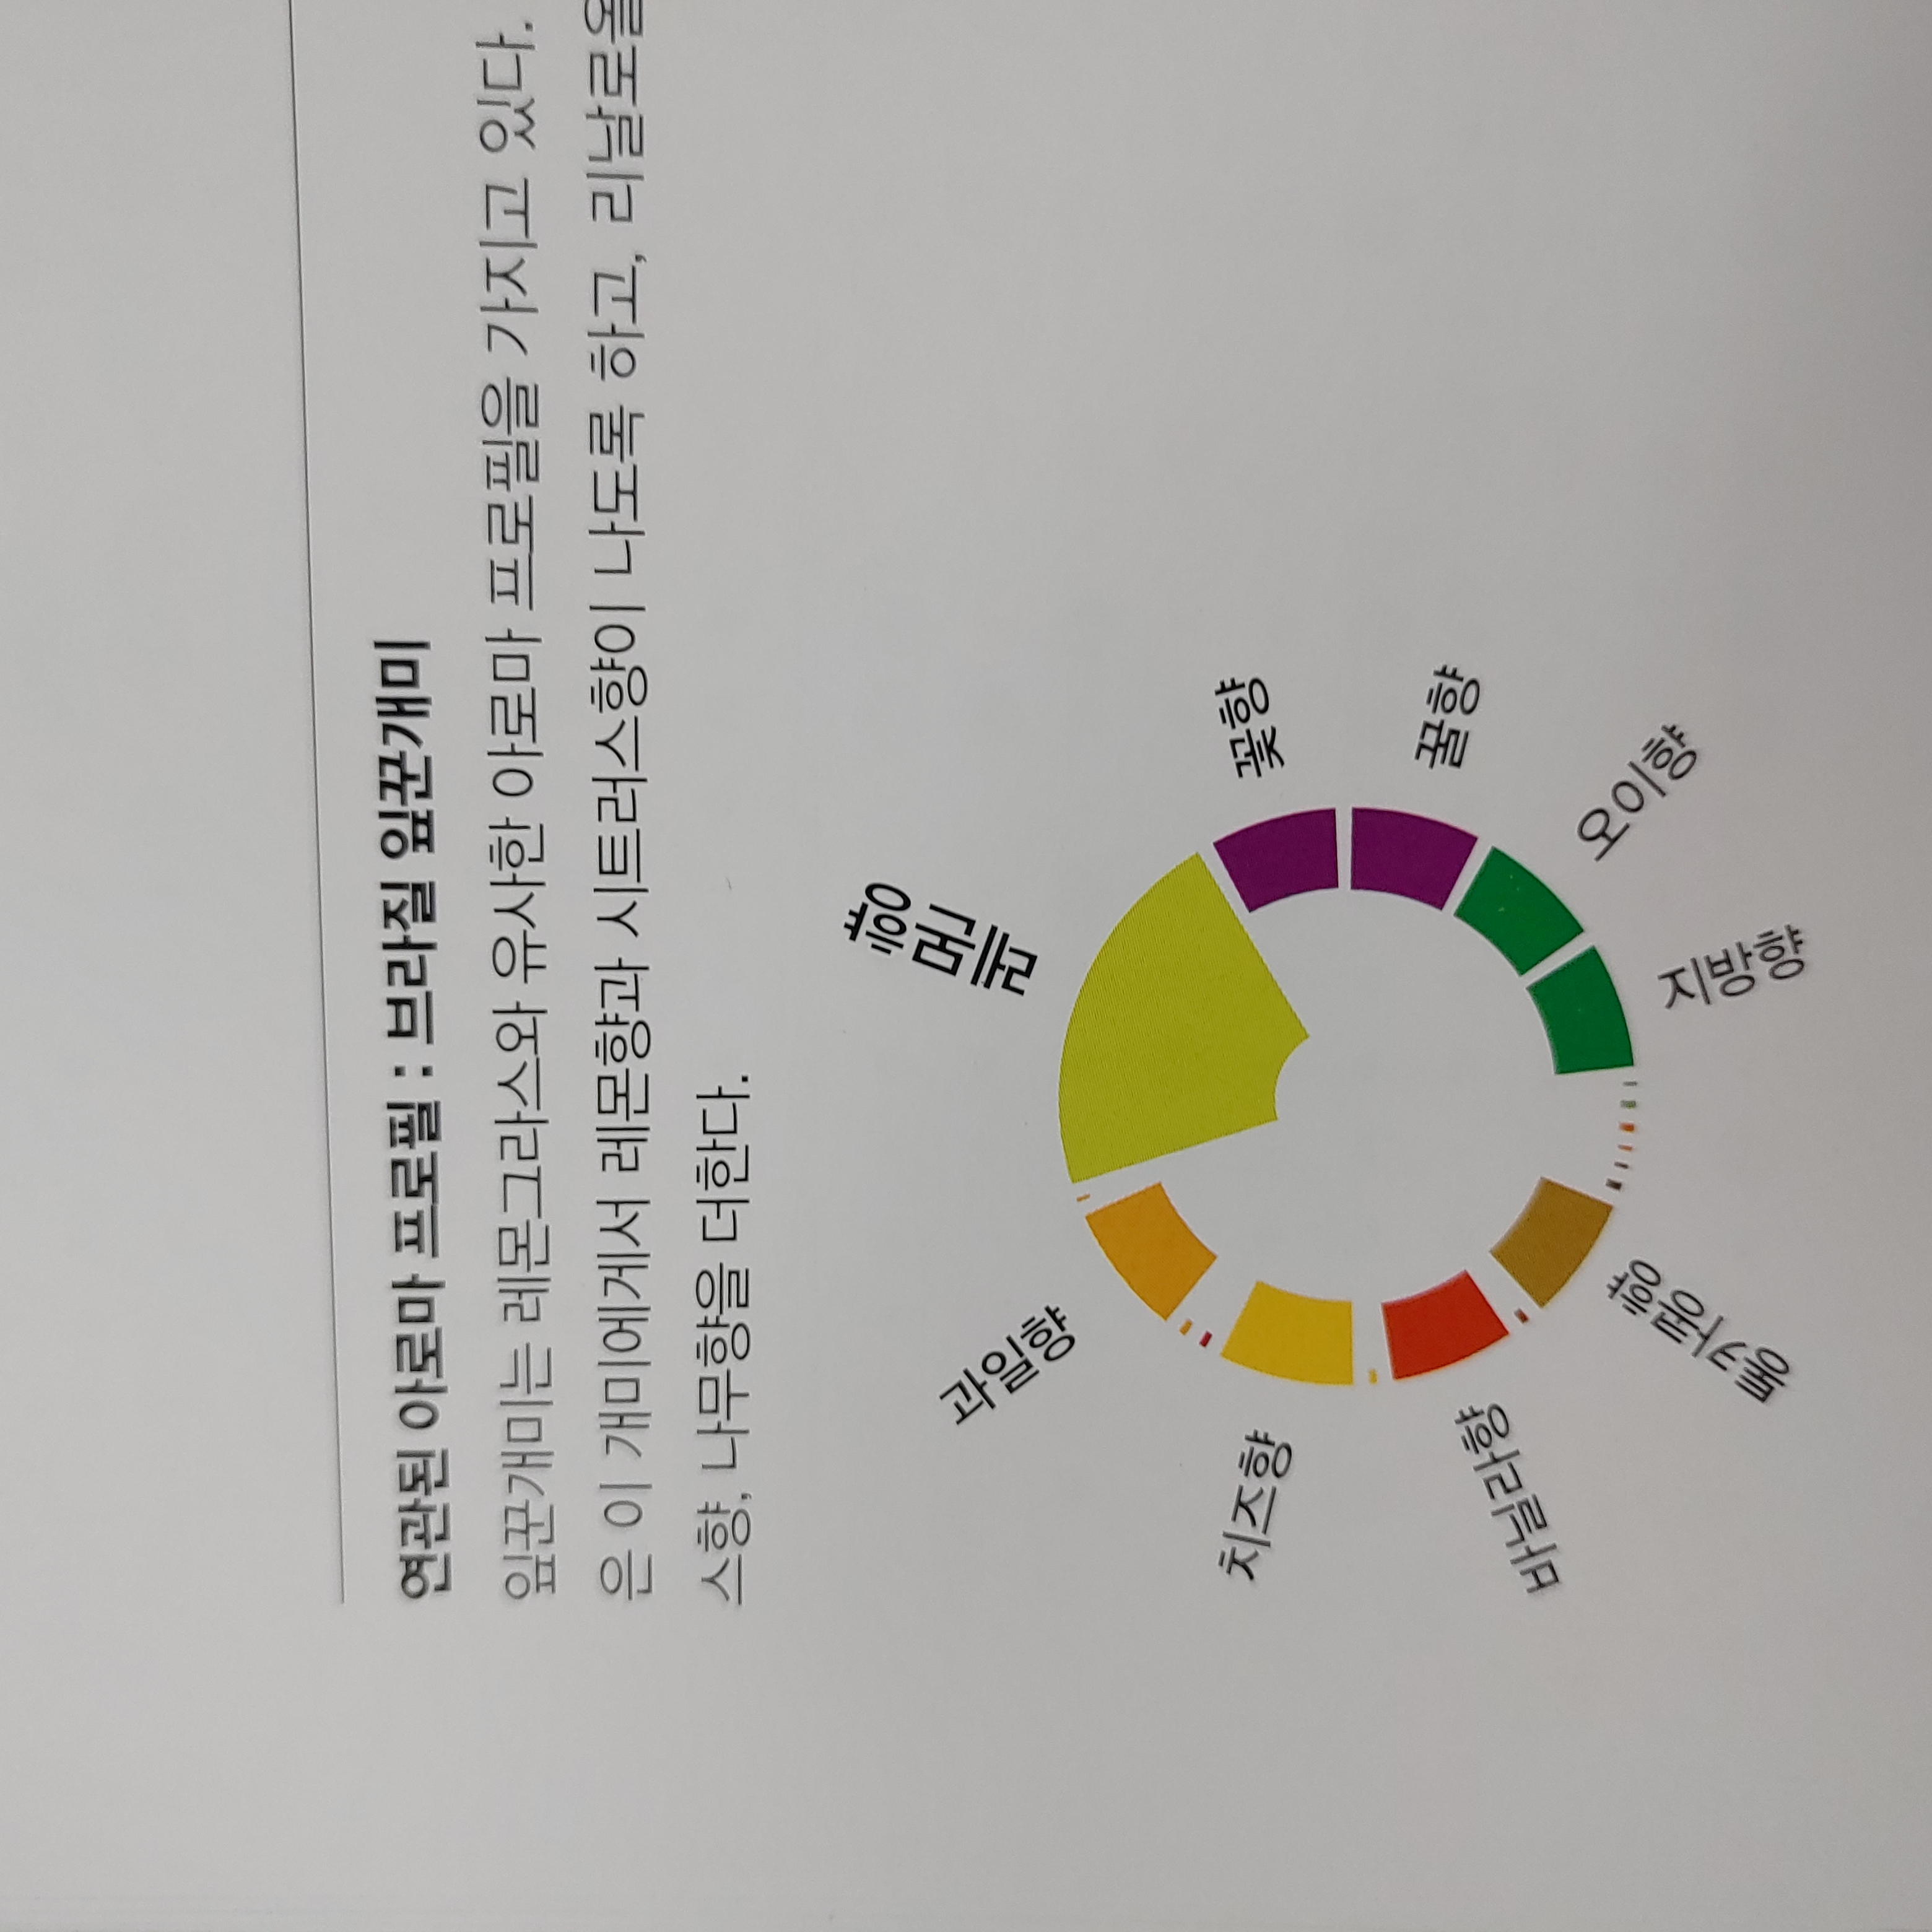 연관된 아로마 프로필 : 브라질 잎꾼개미
잎꾼개미는 레몬그라스와 유사한 아로마 프로필을 가지고 있다.
은 이 개미에게서 레몬향과 시트러스향이 나도록 하고, 리날로올
스향, 나무향을 더한다.
레몬향
과일향
꽃향
치즈향
꿀향
바닐라향
오이향
통카콩향
지방향